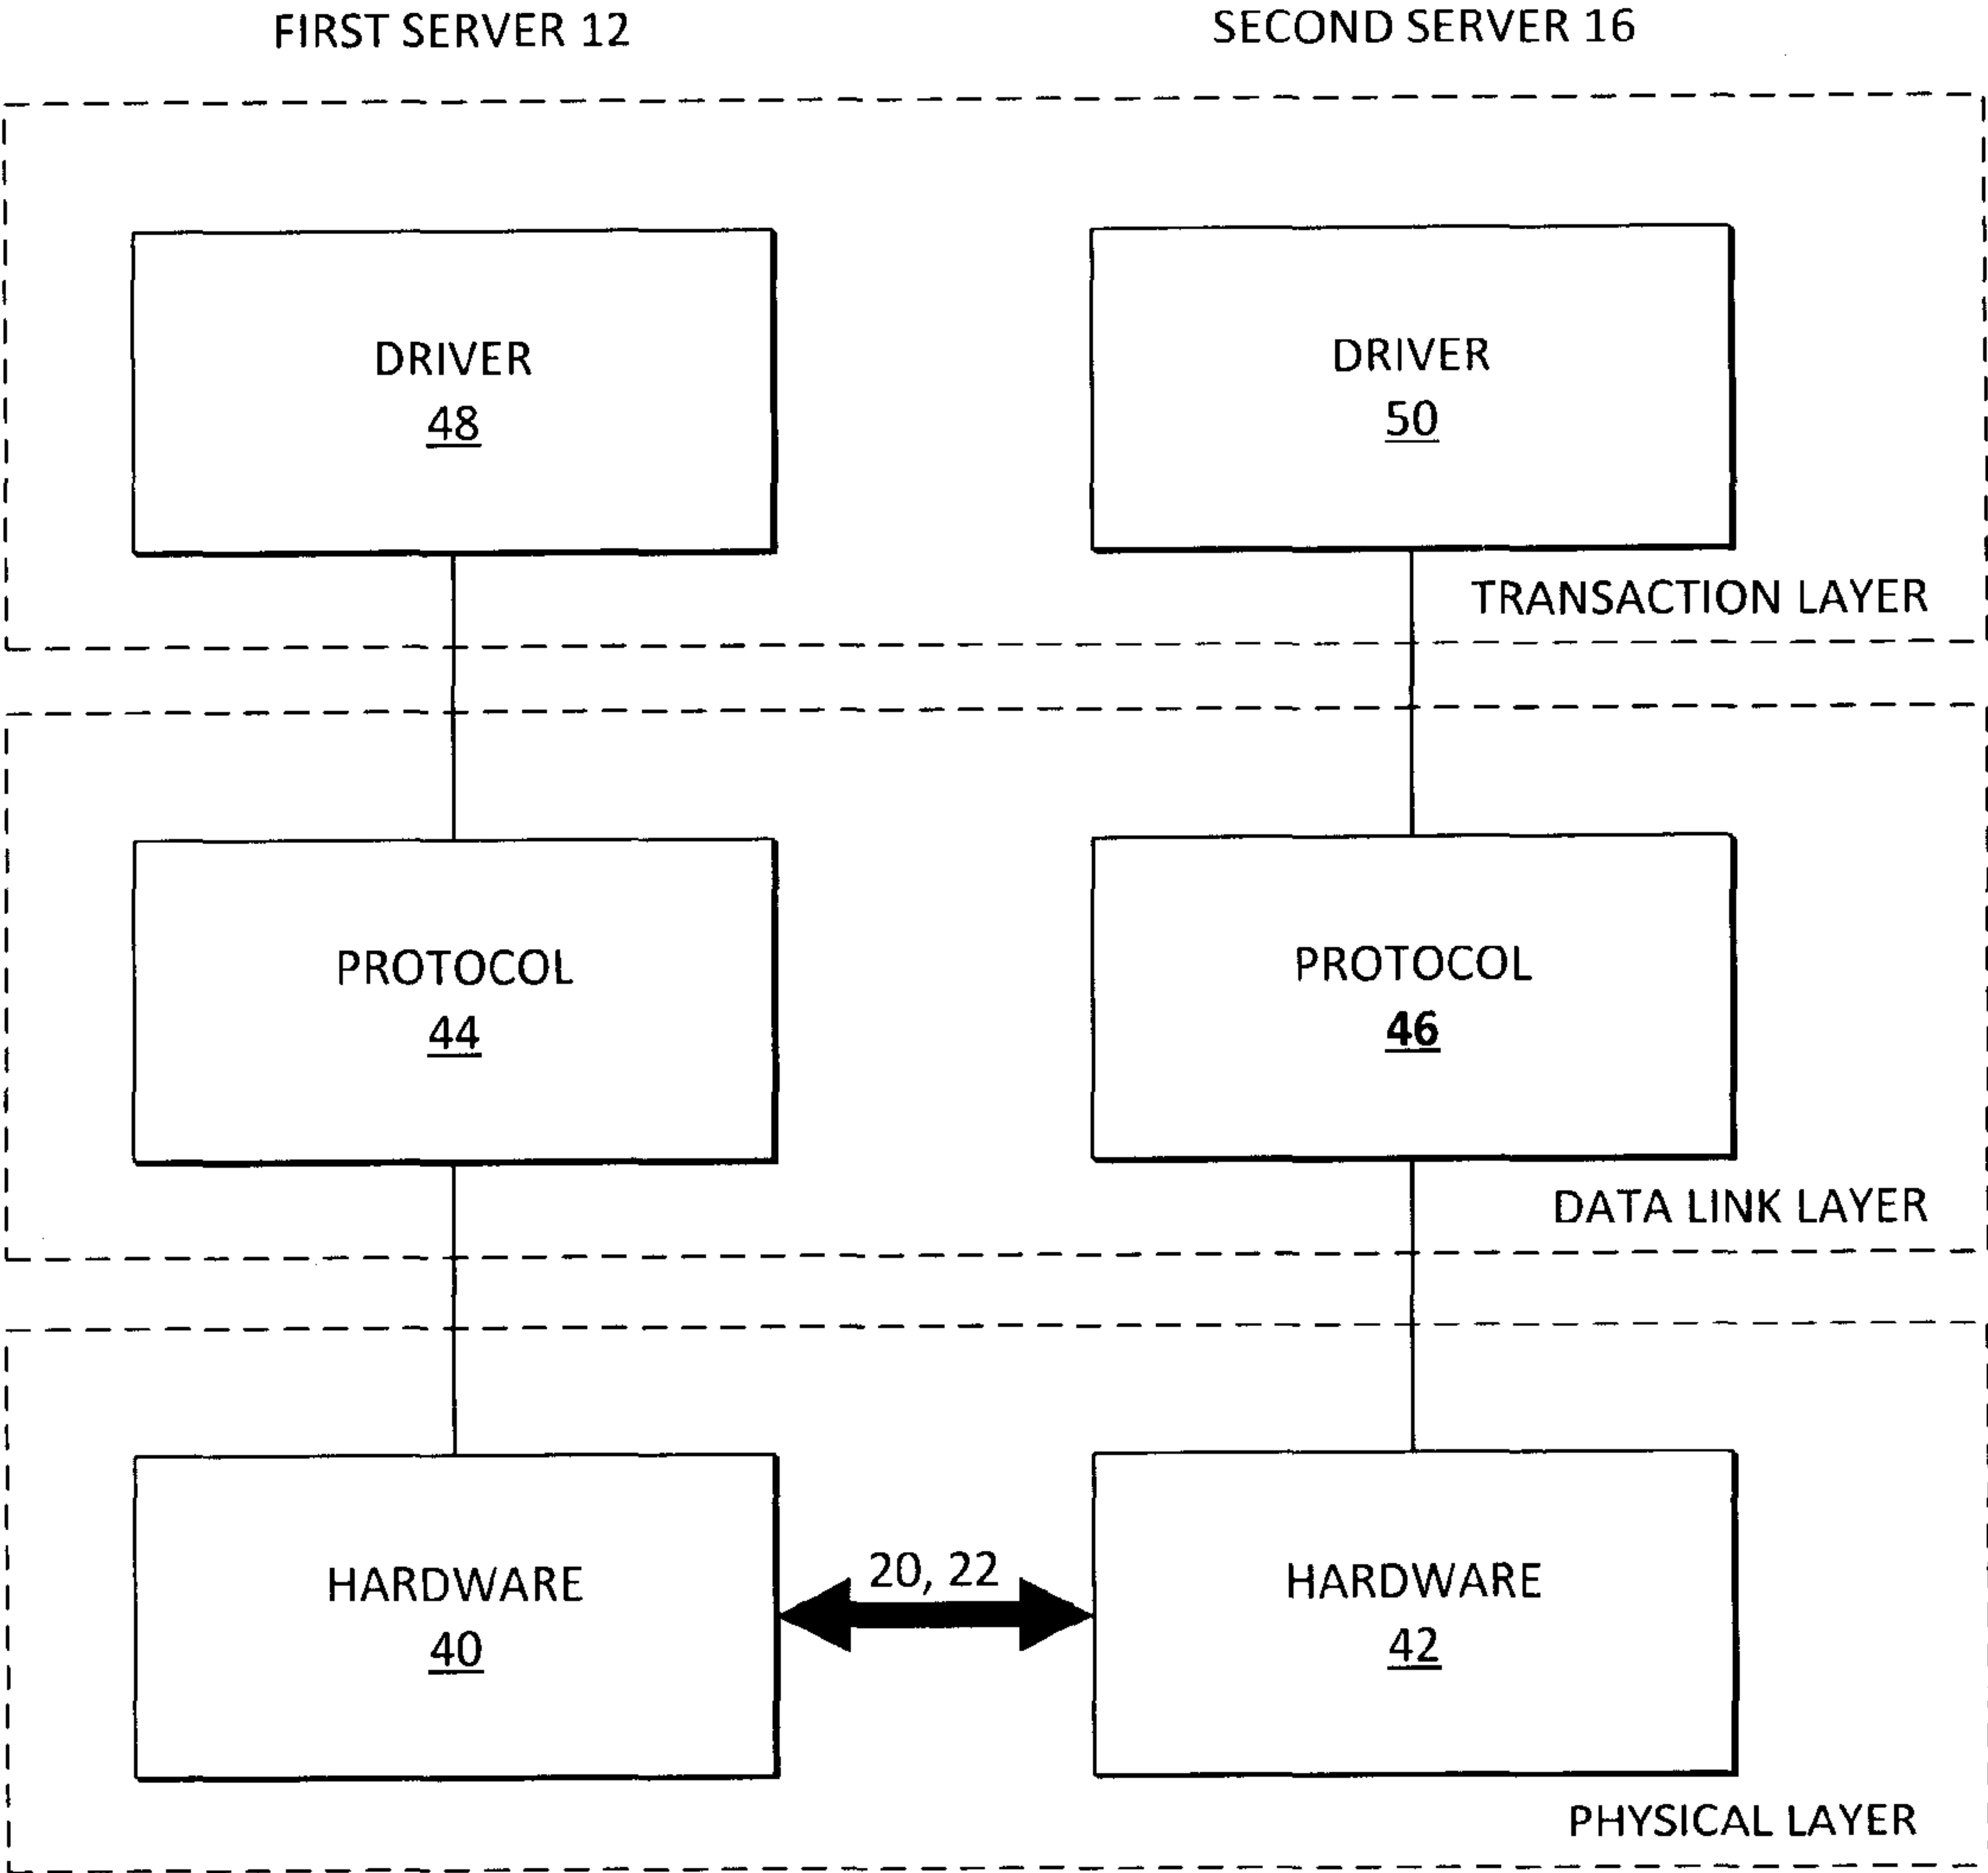 FIRST SERVER 12
SECOND SERVER 16
DRIVER
48
DRIVER
50
TRANSACTION LAYER
PROTOCOL
44
PROTOCOL
46
DATA LINK LAYER
HARDWARE
40
20, 22
HARDWARE
42
PHYSICAL LAYER